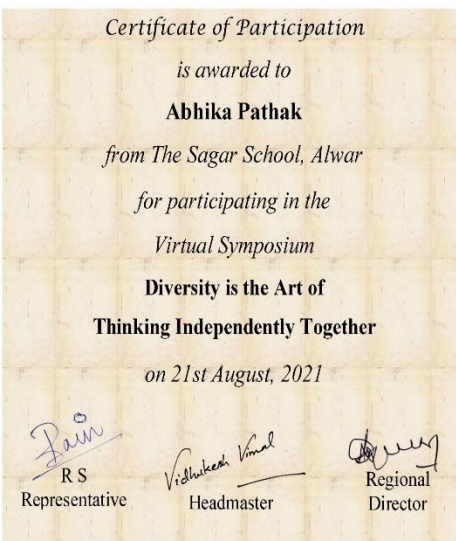 Certificate of Participation
is awarded to
Abhika Pathak
from The Sagar School, Alwar
for participating in the
Virtual Symposium
Diversity is the Art of
Thinking Independently Together
on 21st August, 2021
Vidhukesh Vimal
R S
Representative
Headmaster
Regional
Director